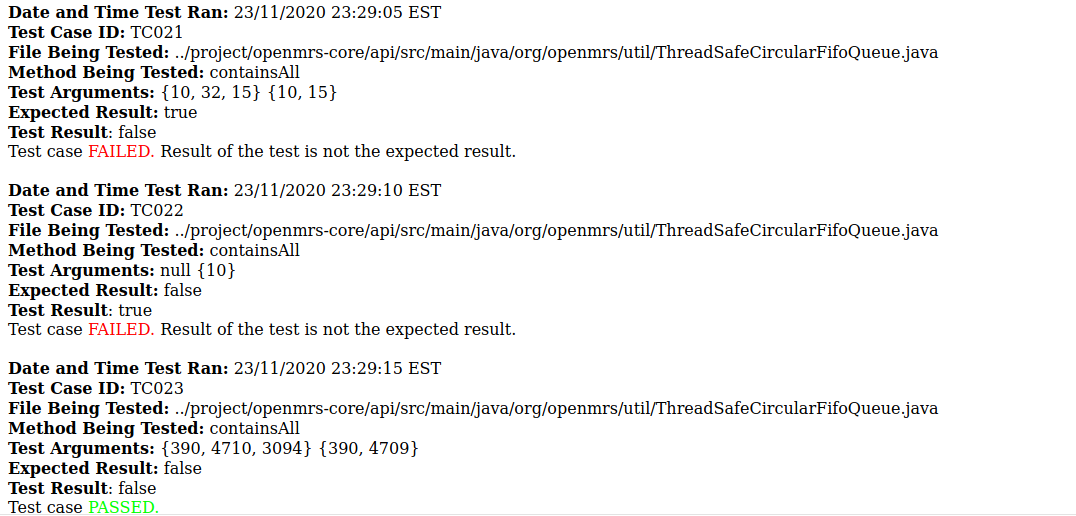 Date and Time Test Ran: 23/11/2020 23:29:05 EST
Test Case ID: TC021
File Being Tested: ../project/openmrs-core/api/src/main/java/org/openmrs/util/ThreadSafeCircularFifoQueue.java
Method Being Tested: containsAll
Test Arguments: {10, 32, 15} {10, 15}
Expected Result: true
Test Result: false
Test case FAILED. Result of the test is not the expected result.
Date and Time Test Ran: 23/11/2020 23:29:10 EST
Test Case ID: TC022
File Being Tested: ../project/openmrs-core/api/src/main/java/org/openmrs/util/ThreadSafeCircularFifoQueue.java
Method Being Tested: containsAll
Test Arguments: null {10}
Expected Result: false
Test Result: true
Test case FAILED. Result of the test is not the expected result.
Date and Time Test Ran: 23/11/2020 23:29:15 EST
Test Case ID: TC023
File Being Tested: ../project/openmrs-core/api/src/main/java/org/openmrs/util/ThreadSafeCircularFifoQueue.java
Method Being Tested: containsAll
Test Arguments: {390, 4710, 3094} {390, 4709}
Expected Result: false
Test Result: false
Test case PASSED.